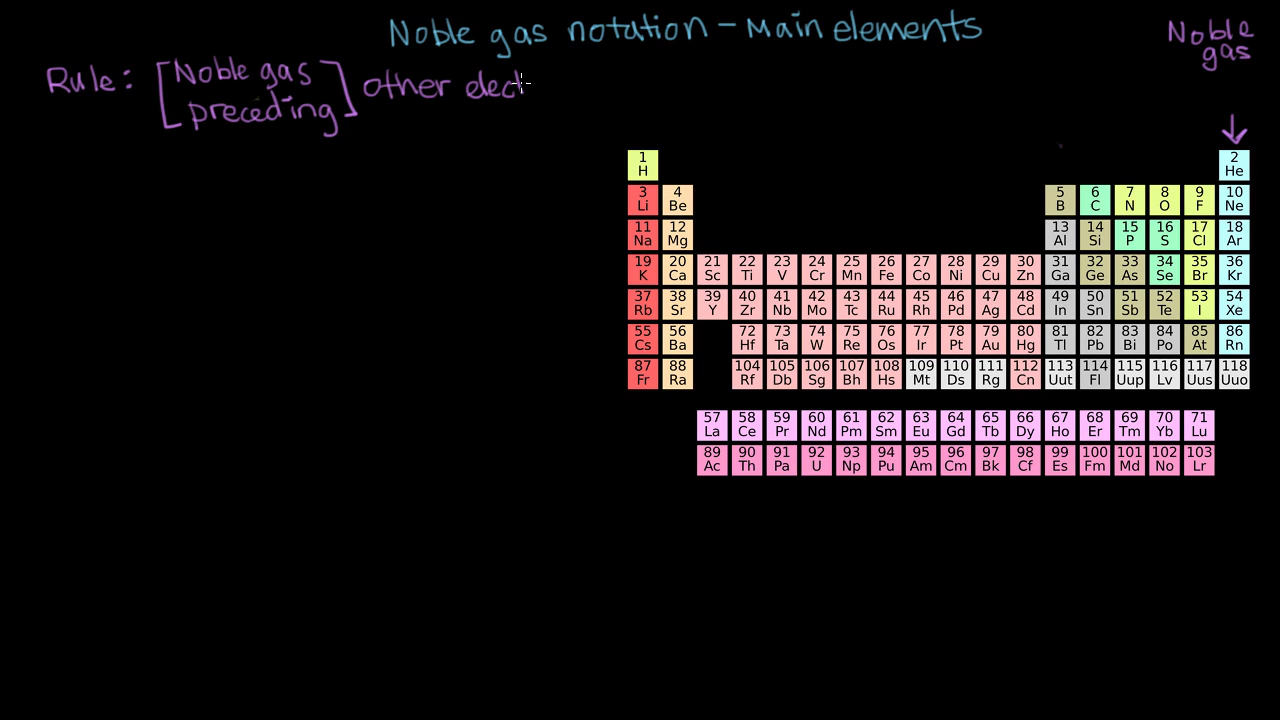 Noble gas notation – Main elements
Noble
gas
Rule: [Noble gas preceding] other elect
1 2
H He
3 4 5 6 7 8 9 10
Li Be B C N O F Ne
11 12 13 14 15 16 17 18
Na Mg Al Si P S Cl Ar
19 20 21 22 23 24 25 26 27 28 29 30 31 32 33 34 35 36
K Ca Sc Ti V Cr Mn Fe Co Ni Cu Zn Ga Ge As Se Br Kr
37 38 39 40 41 42 43 44 45 46 47 48 49 50 51 52 53 54
Rb Sr Y Zr Nb Mo Tc Ru Rh Pd Ag Cd In Sn Sb Te I Xe
55 56 72 73 74 75 76 77 78 79 80 81 82 83 84 85 86
Cs Ba Hf Ta W Re Os Ir Pt Au Hg Tl Pb Bi Po At Rn
87 88 104 105 106 107 108 109 110 111 112 113 114 115 116 117 118
Fr Ra Rf Db Sg Bh Hs Mt Ds Rg Cn Uut Fl Uup Lv Uus Uuo
57 58 59 60 61 62 63 64 65 66 67 68 69 70 71
La Ce Pr Nd Pm Sm Eu Gd Tb Dy Ho Er Tm Yb Lu
89 90 91 92 93 94 95 96 97 98 99 100 101 102 103
Ac Th Pa U Np Pu Am Cm Bk Cf Es Fm Md No Lr